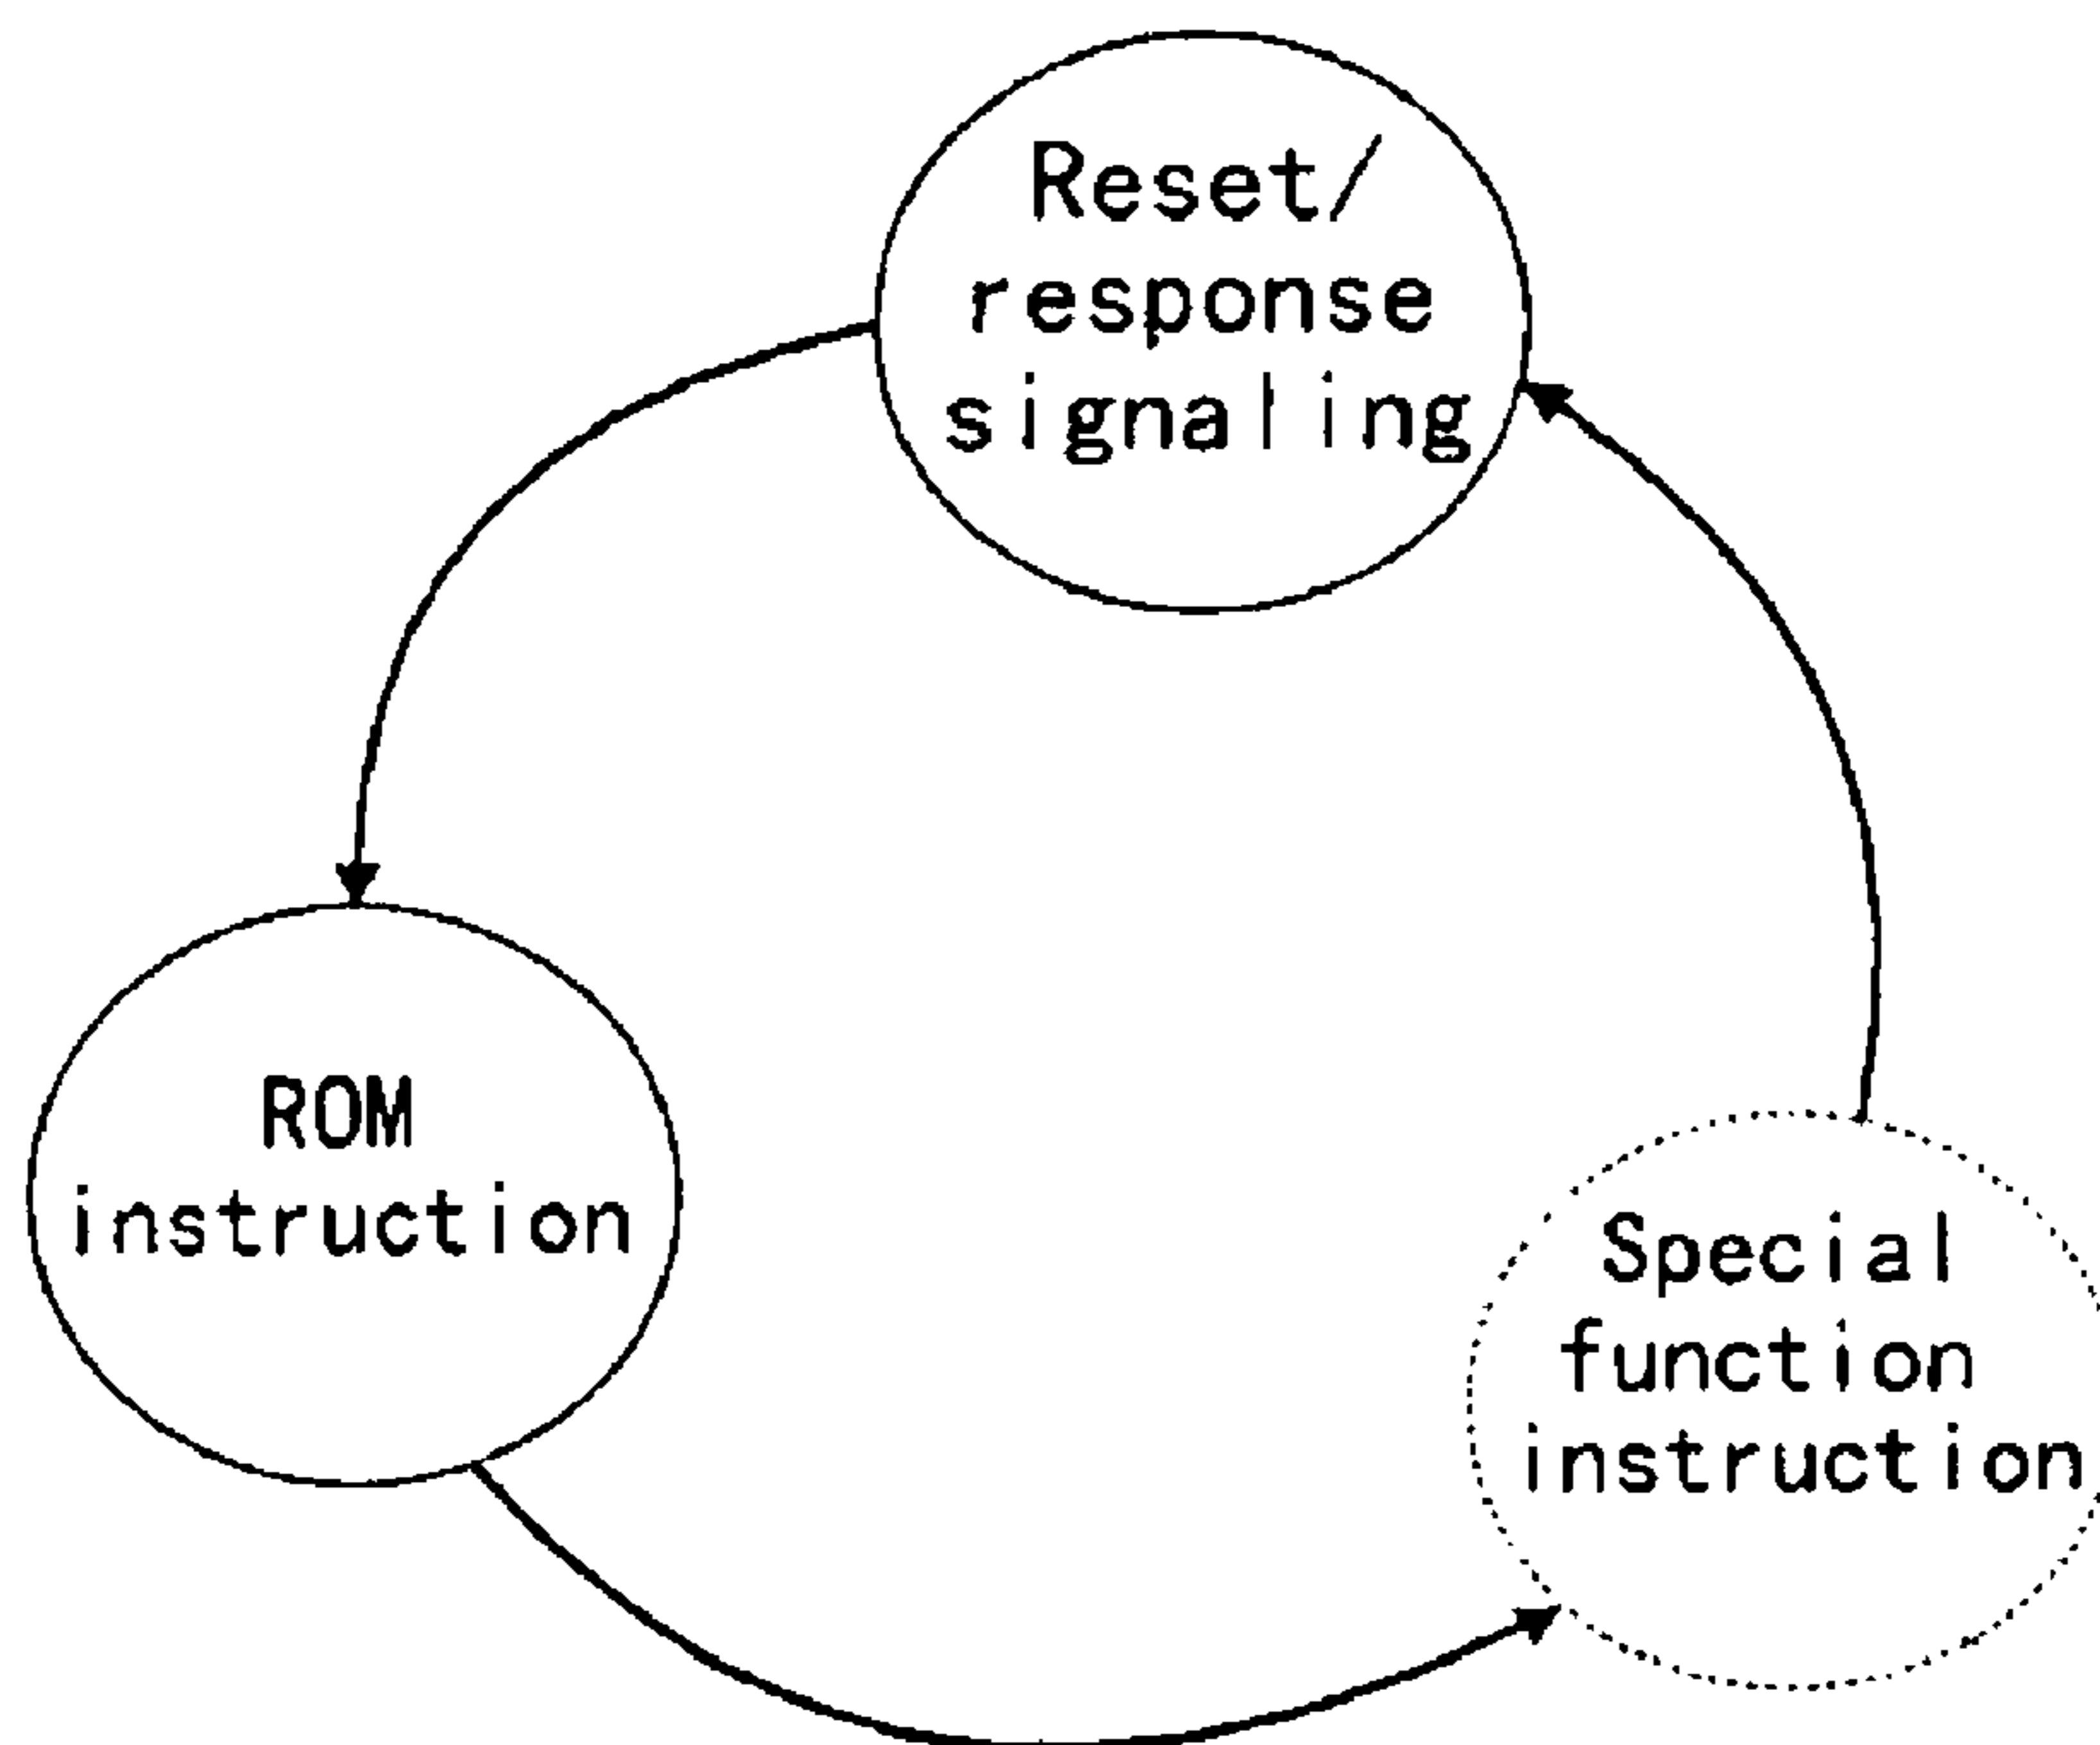 Reset/
response
signaling
ROM
instruction
Special
function
instruction